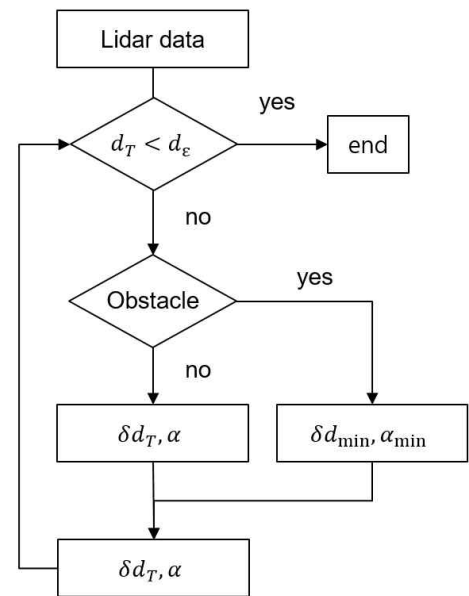 Lidar data
yes
d_T < d_ε
end
no
Obstacle
yes
no
δd_T, α
δd_min, α_min
δd_T, α